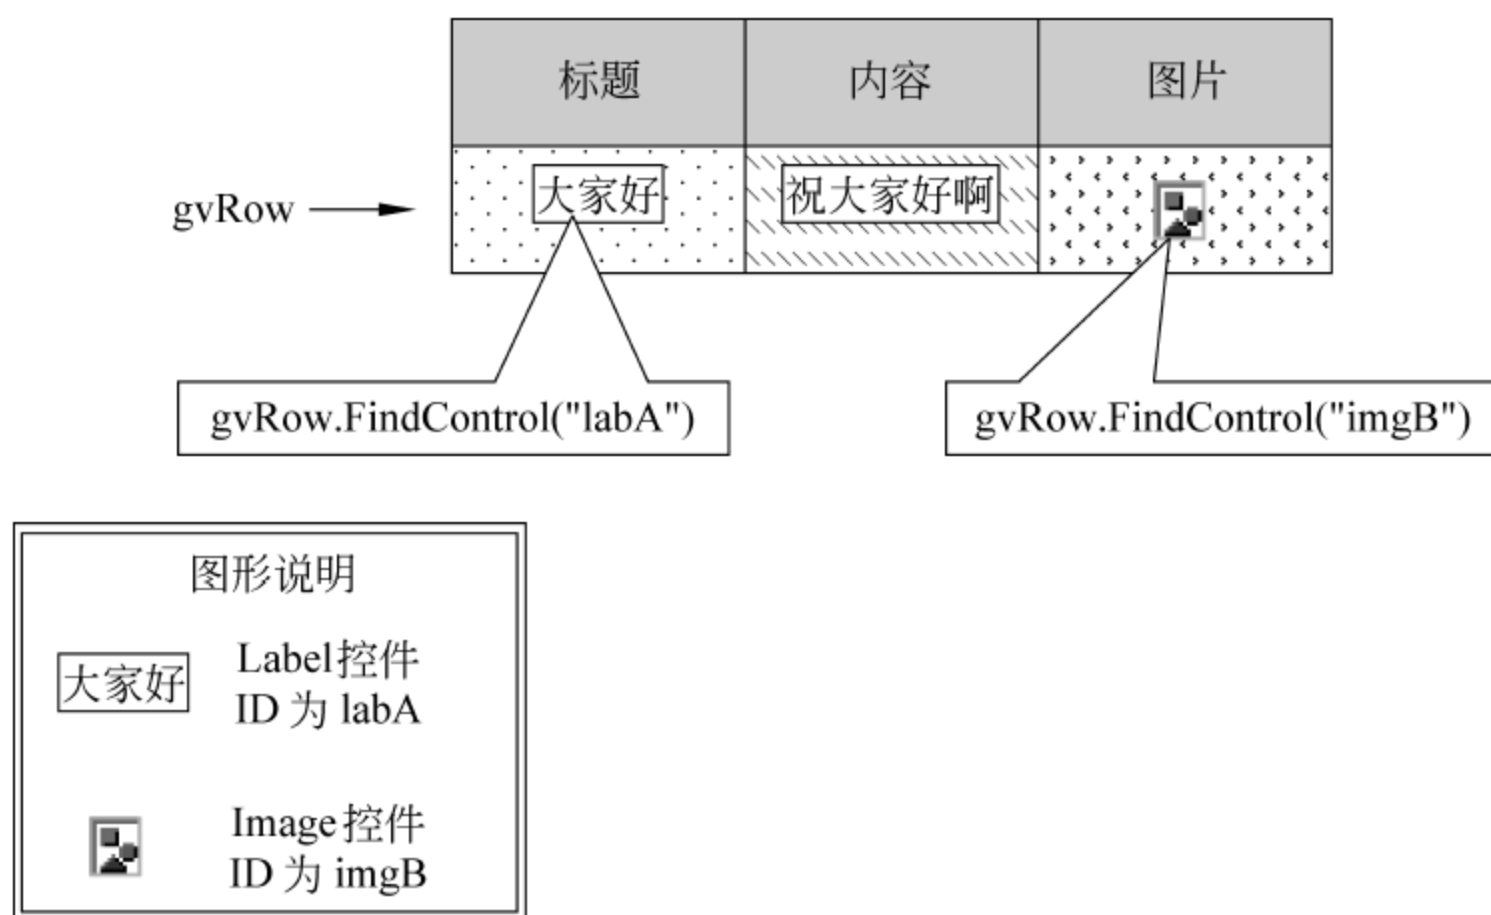 标题 内容 图片
gvRow 大家好 祝大家好啊
gvRow.FindControl("labA") gvRow.FindControl("imgB")
图形说明
大家好 Label控件
ID 为 labA
Image控件
ID 为 imgB